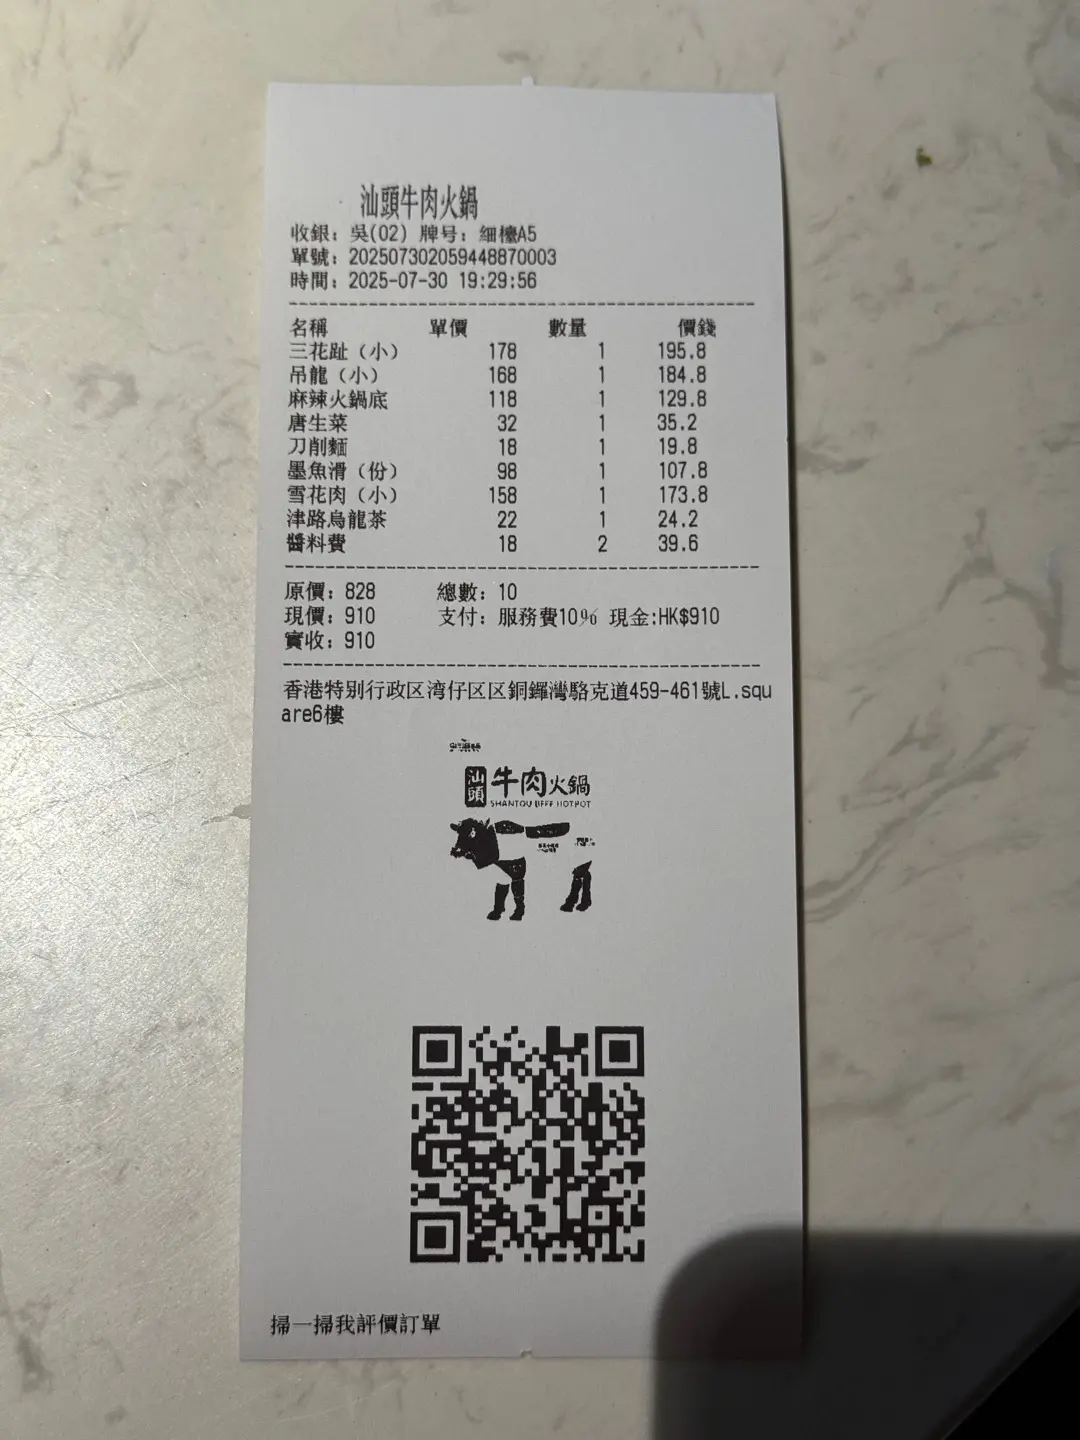 汕頭牛肉火鍋
收銀: 吳(02) 牌号: 細檯A5
單號: 202507302059448870003
時間: 2025-07-30 19:29:56
名稱 單價 數量 價錢
三花趾（小） 178 1 195.8
吊龍（小） 168 1 184.8
麻辣火鍋底 118 1 129.8
唐生菜 32 1 35.2
刀削麵 18 1 19.8
墨魚滑（份） 98 1 107.8
雪花肉（小） 158 1 173.8
津路烏龍茶 22 1 24.2
醬料費 18 2 39.6
原價: 828 總數: 10
現價: 910 支付: 服務費10% 現金:HK$910
實收: 910
香港特别行政区湾仔区区銅鑼灣駱克道459-461號L.squ
are6樓
汕頭 牛肉火鍋
SHANTOU BEEF HOTPOT
掃一掃我評價訂單